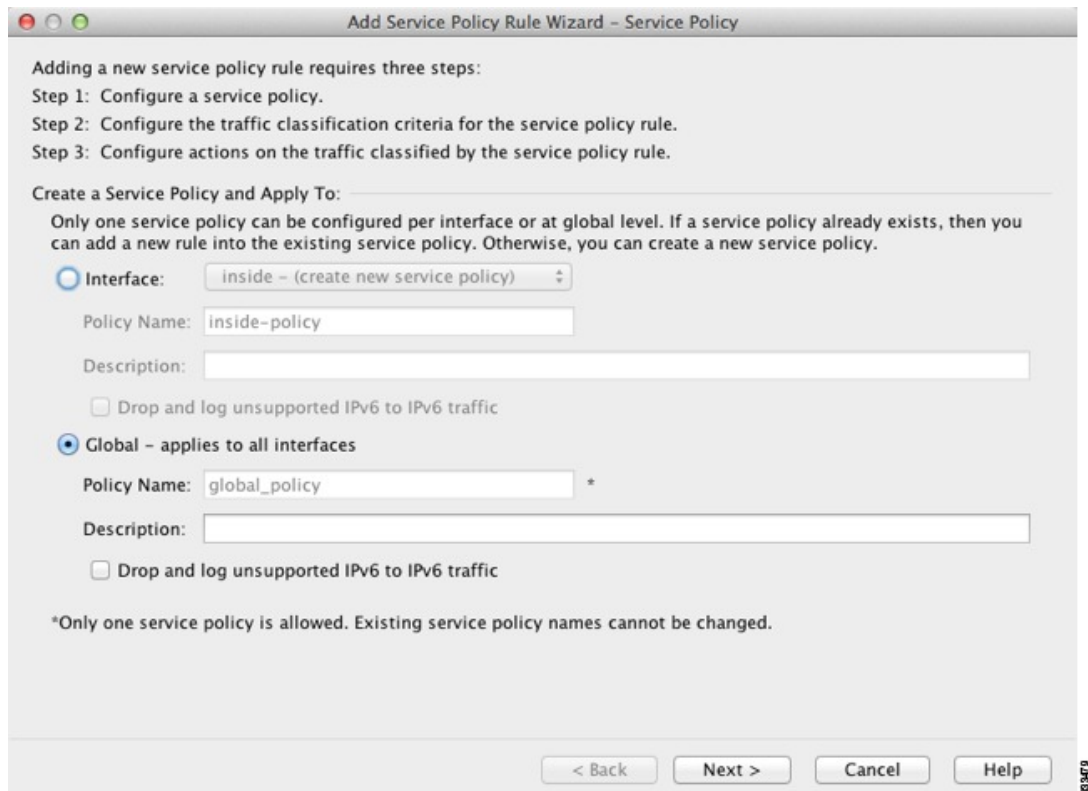 Add Service Policy Rule Wizard – Service Policy
Adding a new service policy rule requires three steps:
Step 1: Configure a service policy.
Step 2: Configure the traffic classification criteria for the service policy rule.
Step 3: Configure actions on the traffic classified by the service policy rule.
Create a Service Policy and Apply To:
Only one service policy can be configured per interface or at global level. If a service policy already exists, then you
can add a new rule into the existing service policy. Otherwise, you can create a new service policy.
Interface: inside – (create new service policy)
Policy Name: inside-policy
Description:
Drop and log unsupported IPv6 to IPv6 traffic
Global – applies to all interfaces
Policy Name: global_policy *
Description:
Drop and log unsupported IPv6 to IPv6 traffic
*Only one service policy is allowed. Existing service policy names cannot be changed.
< Back Next > Cancel Help